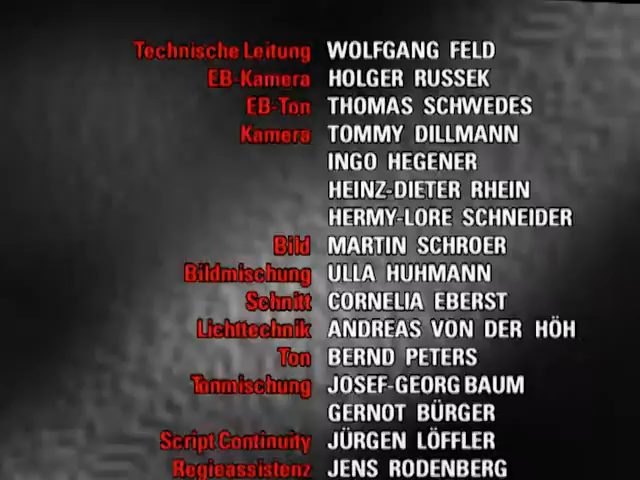 Technische Leitung WOLFGANG FELD
EB-Kamera HOLGER RUSSEK
EB-Ton THOMAS SCHWEDES
Kamera TOMMY DILLMANN
INGO HEGENER
HEINZ-DIETER RHEIN
HERMY-LORE SCHNEIDER
Bild MARTIN SCHROER
Bildmischung ULLA HUHMANN
Schnitt CORNELIA EBERST
Lichttechnik ANDREAS VON DER HÖH
Ton BERND PETERS
Tonmischung JOSEF-GEORG BAUM
GERNOT BÜRGER
Script Continuity JÜRGEN LÖFFLER
Regieassistenz JENS RODENBERG